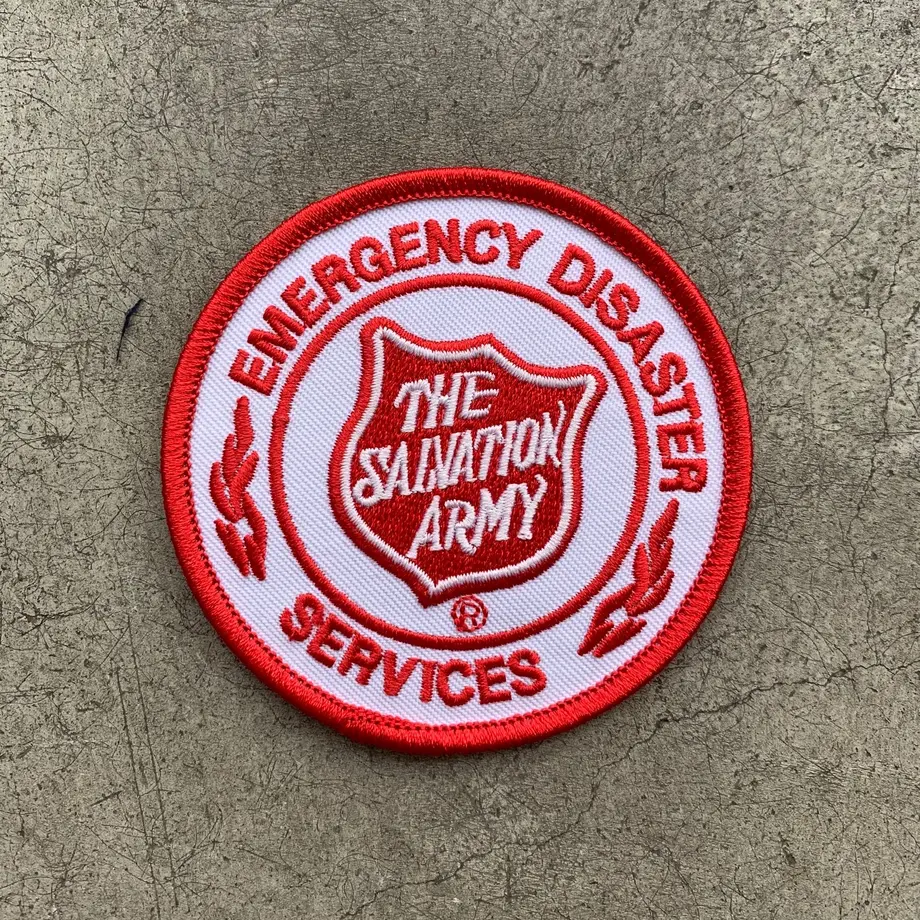 EMERGENCY DISASTER
THE
SALVATION
ARMY
®
SERVICES